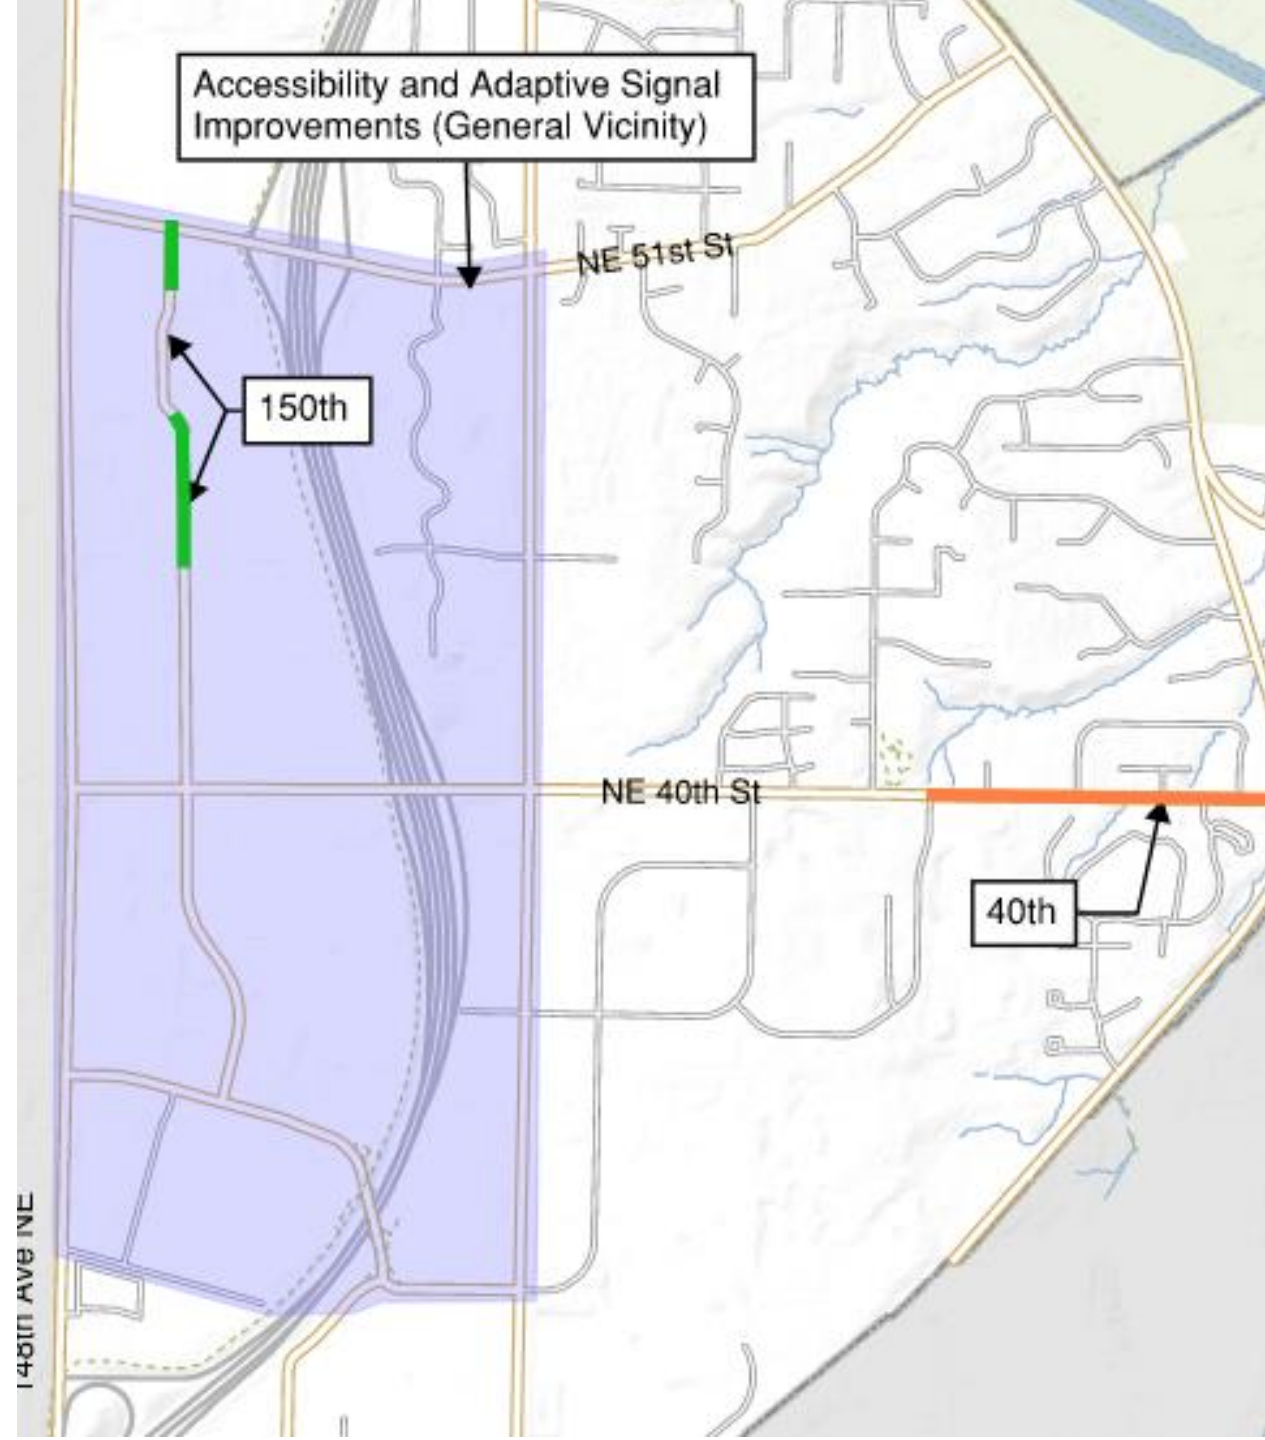 Accessibility and Adaptive Signal
Improvements (General Vicinity)
NE 51st St
150th
NE 40th St
40th
148th Ave NE